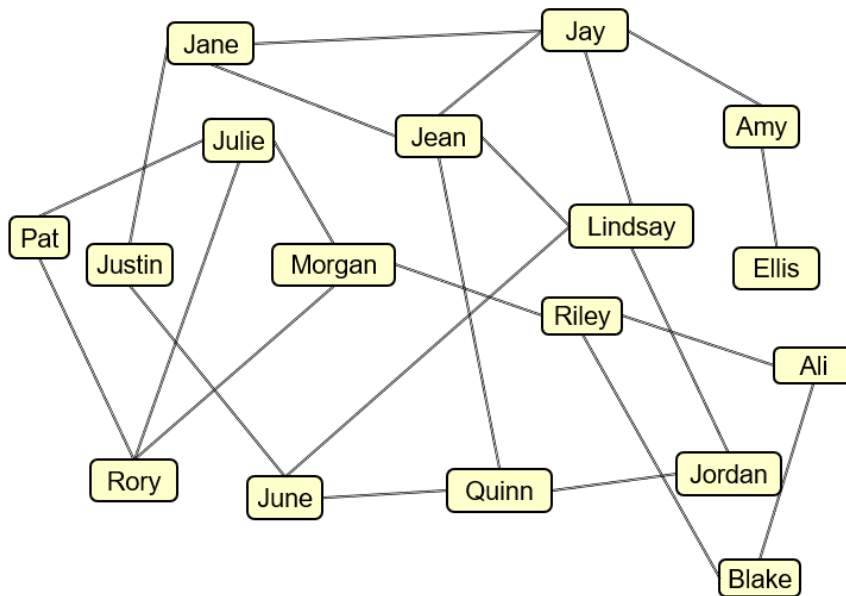 Jane
Jay
Amy
Julie
Jean
Pat
Justin
Morgan
Lindsay
Ellis
Riley
Ali
Rory
June
Quinn
Jordan
Blake